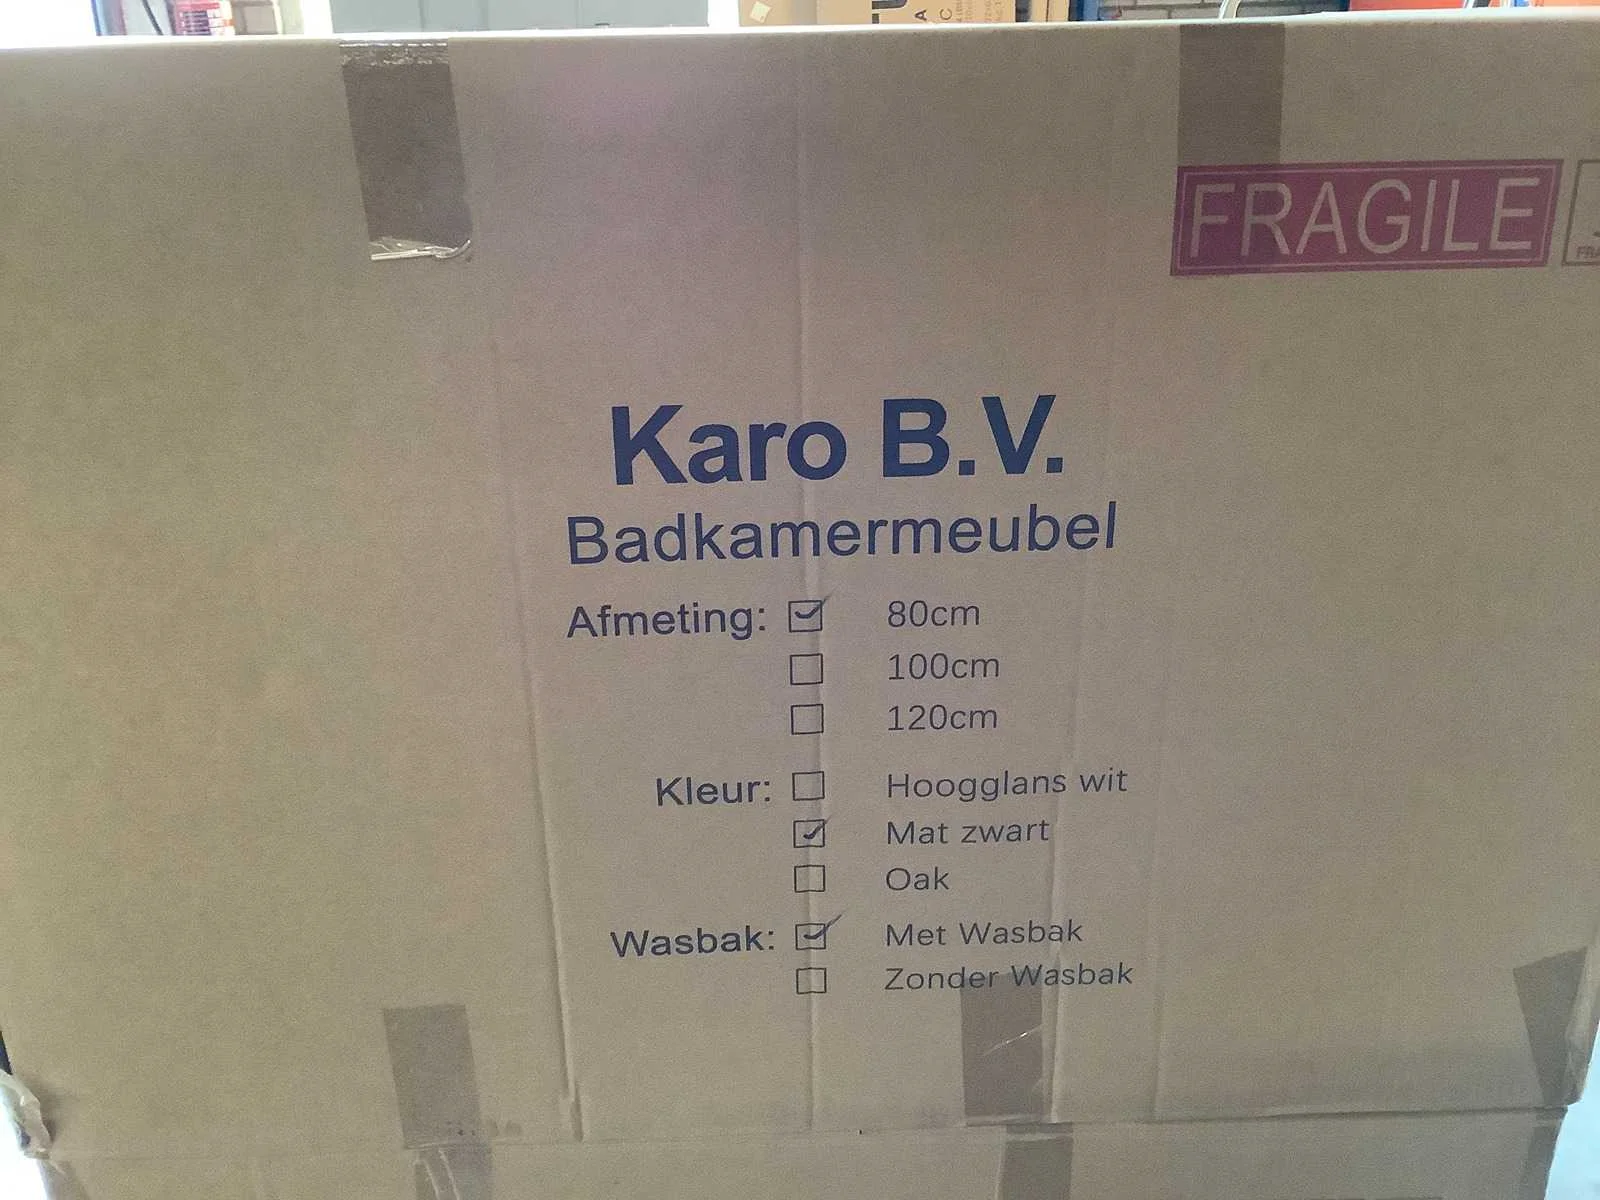 FRAGILE
Karo B.V.
Badkamermeubel
Afmeting: ☑ 80cm
☐ 100cm
☐ 120cm
Kleur: ☐ Hoogglans wit
☑ Mat zwart
☐ Oak
Wasbak: ☑ Met Wasbak
☐ Zonder Wasbak